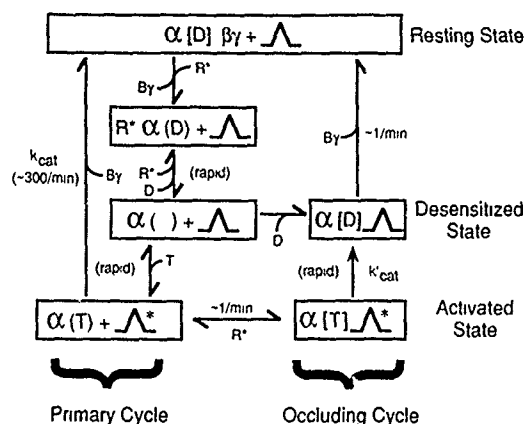 α [D] βγ +
Resting State
R*
Bγ
R* α (D) +
R*
D
(rapid)
k cat
(~300/min)
Bγ
Bγ
~1/min
α ( ) +
D
α [D]
Desensitized
State
(rapid)
T
(rapid)
k' cat
α (T) + *
~1/min
R*
α [T] *
Activated
State
Primary Cycle
Occluding Cycle